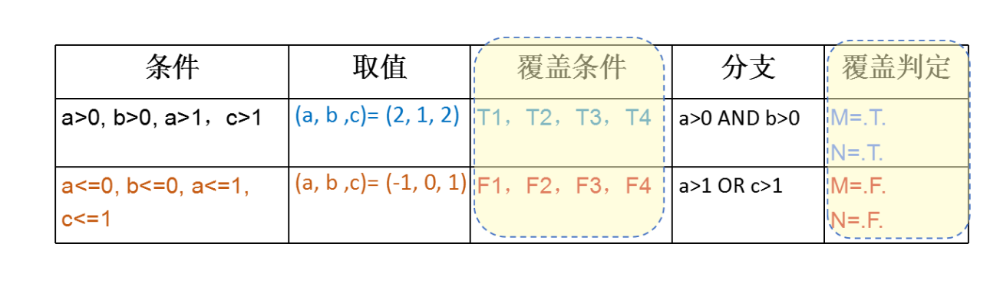 条件 取值 覆盖条件 分支 覆盖判定
a>0, b>0, a>1，c>1 (a, b ,c)= (2, 1, 2) T1，T2，T3，T4 a>0 AND b>0 M=.T.
N=.T.
a<=0, b<=0, a<=1, (a, b ,c)= (-1, 0, 1) F1，F2，F3，F4 a>1 OR c>1 M=.F.
c<=1 N=.F.